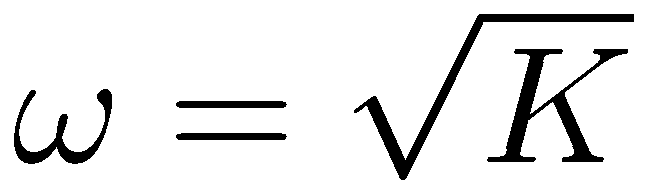 ω = √K